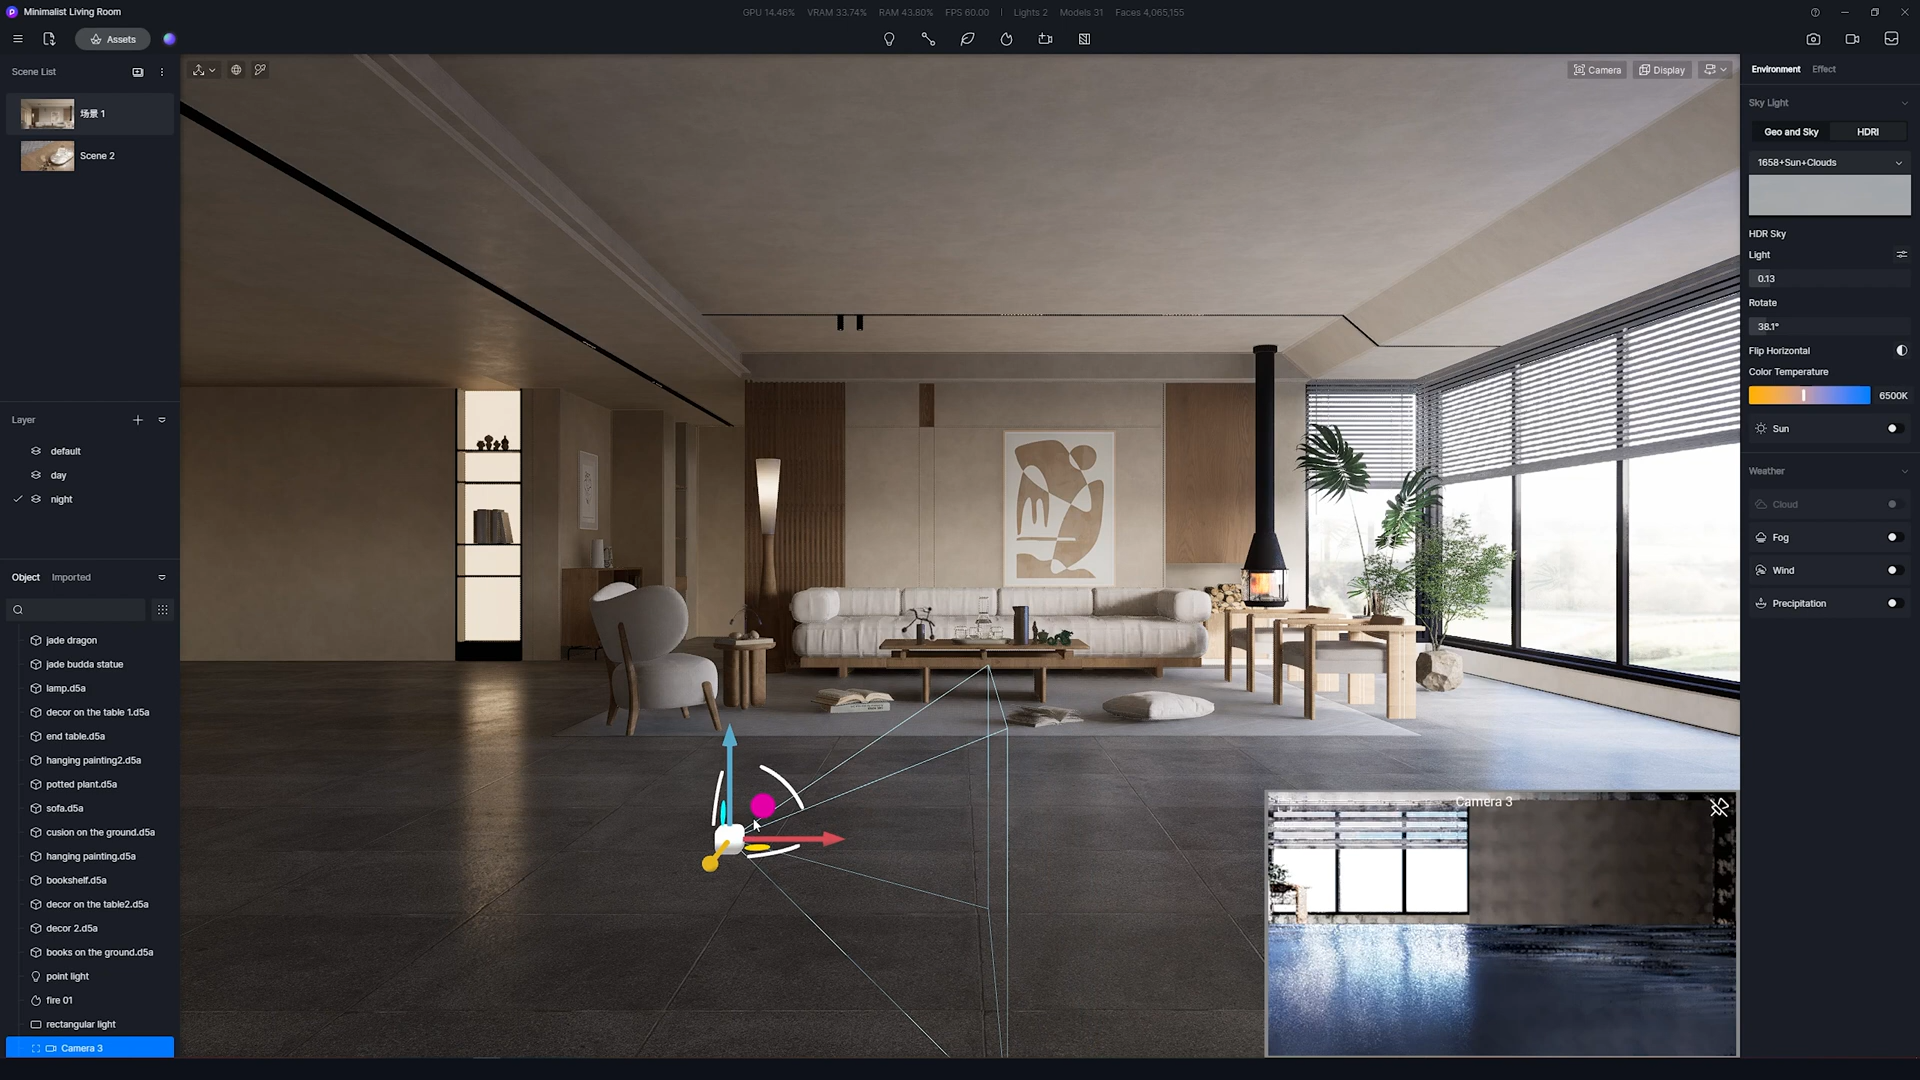 Minimalist Living Room
GPU 14.46% VRAM 33.74% RAM 43.80% FPS 60.00 Lights 2 Models 31 Faces 4,065,155
Assets
Scene List
场景 1
Scene 2
Layer
default
day
night
Object Imported
jade dragon
jade budda statue
lamp.d5a
decor on the table 1.d5a
end table.d5a
hanging painting2.d5a
potted plant.d5a
sofa.d5a
cusion on the ground.d5a
hanging painting.d5a
bookshelf.d5a
decor on the table2.d5a
decor 2.d5a
books on the ground.d5a
point light
fire 01
rectangular light
Camera 3
Camera Display
Camera 3
Environment Effect
Sky Light
Geo and Sky HDRI
1658+Sun+Clouds
HDR Sky
Light
0.13
Rotate
38.1°
Flip Horizontal
Color Temperature
6500K
Sun
Weather
Cloud
Fog
Wind
Precipitation